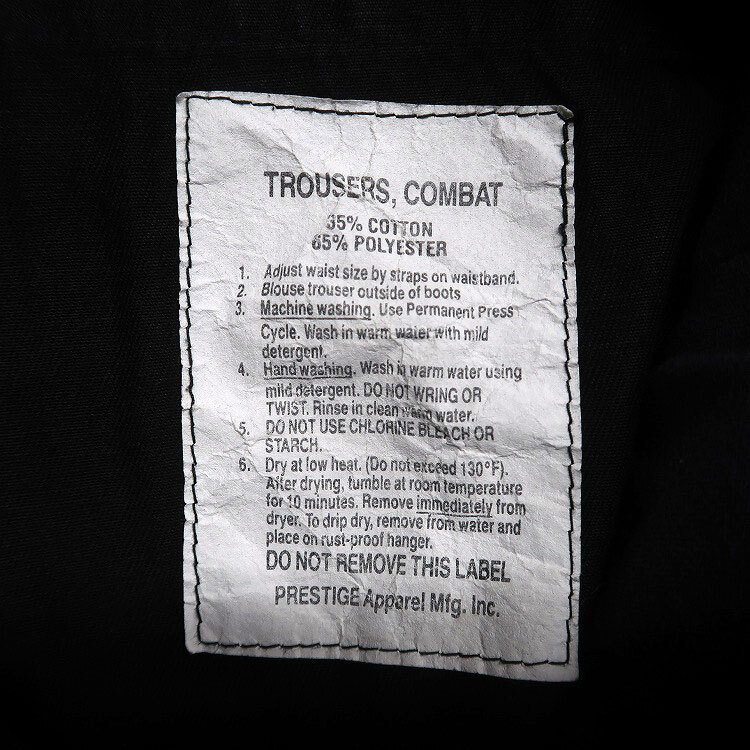 TROUSERS, COMBAT
35% COTTON
65% POLYESTER
1. Adjust waist size by straps on waistband.
2. Blouse trouser outside of boots
3. Machine washing. Use Permanent Press
Cycle. Wash in warm water with mild
detergent.
4. Hand washing. Wash in warm water using
mild detergent. DO NOT WRING OR
TWIST. Rinse in clean warm water.
5. DO NOT USE CHLORINE BLEACH OR
STARCH.
6. Dry at low heat. (Do not exceed 130°F).
After drying, tumble at room temperature
for 10 minutes. Remove immediately from
dryer. To drip dry, remove from water and
place on rust-proof hanger.
DO NOT REMOVE THIS LABEL
PRESTIGE Apparel Mfg. Inc.